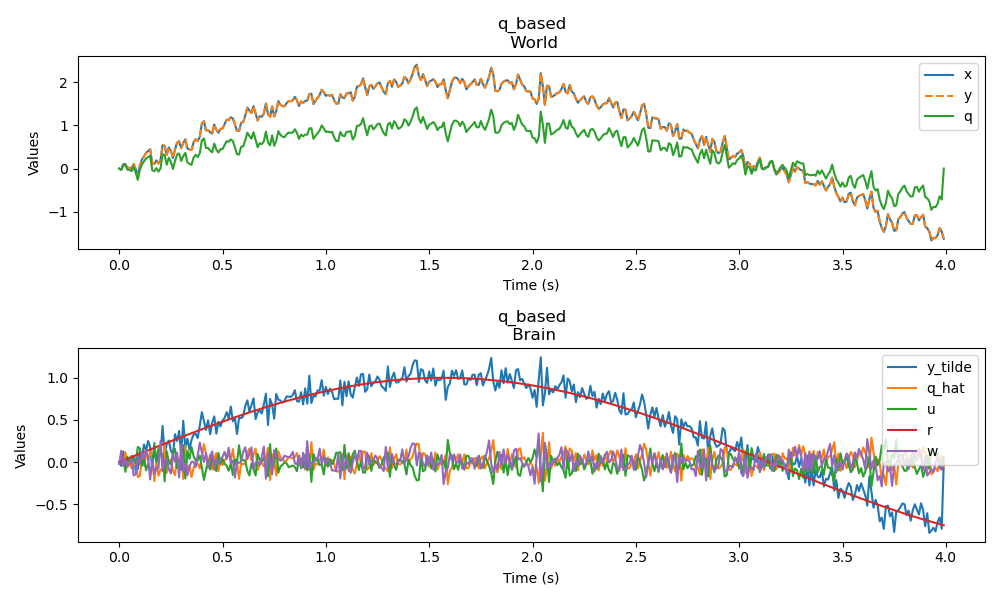 q_based
World
Values
2
1
0
−1
x
y
q
0.0 0.5 1.0 1.5 2.0 2.5 3.0 3.5 4.0
Time (s)
q_based
Brain
Values
1.0
0.5
0.0
−0.5
y_tilde
q_hat
u
r
w
0.0 0.5 1.0 1.5 2.0 2.5 3.0 3.5 4.0
Time (s)